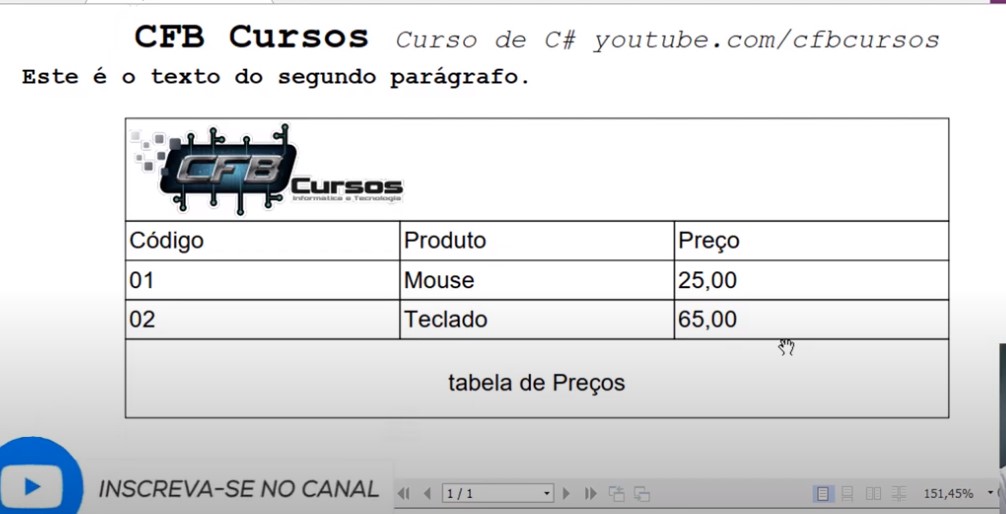 CFB Cursos Curso de C# youtube.com/cfbcursos
Este é o texto do segundo parágrafo.
CFB
Cursos
Informática e Tecnologia
Código Produto Preço
01 Mouse 25,00
02 Teclado 65,00
tabela de Preços
INSCREVA-SE NO CANAL
1 / 1
151,45%